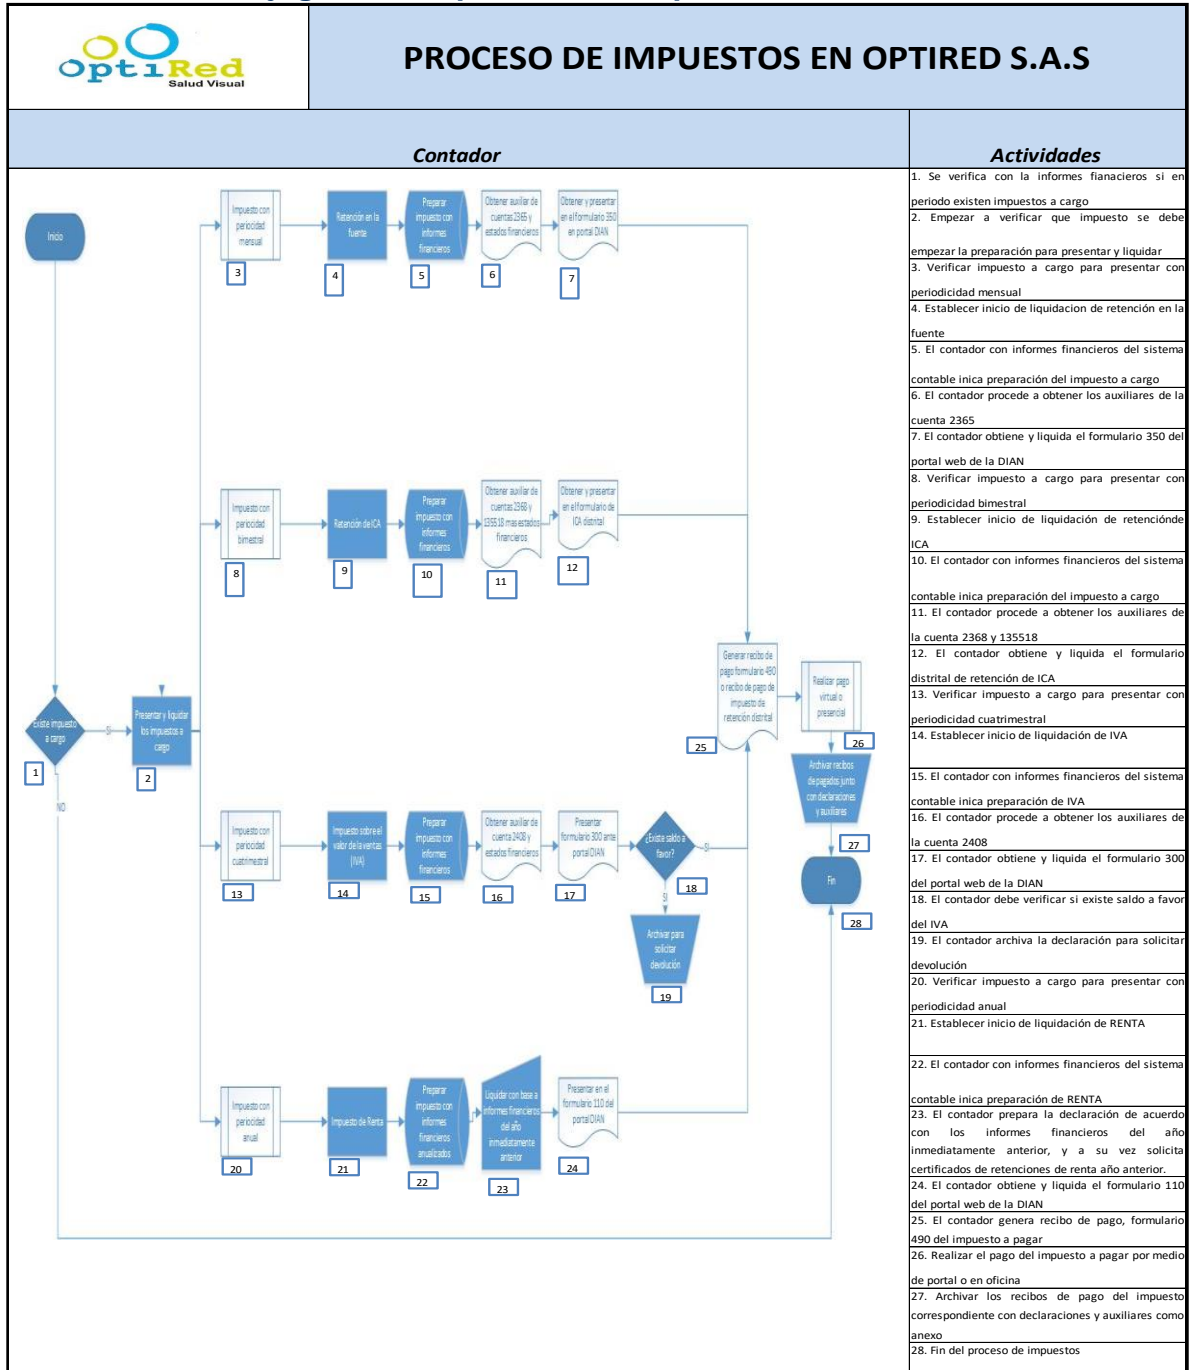 OptiRed
Salud Visual
PROCESO DE IMPUESTOS EN OPTIRED S.A.S
Contador
Actividades
Inicio
Existe impuesto
a cargo
1
SI
NO
Presentar y liquidar
los impuestos a
cargo
2
Impuesto con
periocidad
mensual
3
Retención en la
fuente
4
Preparar
impuesto con
informes
financieros
5
Obtener auxiliar de
cuentas 2365 y
estados financieros
6
Obtener y presentar
en el formulario 350
en portal DIAN
7
Impuesto con
periocidad
bimestral
8
Retención de ICA
9
Preparar
impuesto con
informes
financieros
10
Obtener auxiliar de
cuentas 2368 y
135518 mas estados
financieros
11
Obtener y presentar
en el formulario de
ICA distrital
12
Impuesto con
periocidad
cuatrimestral
13
Impuesto sobre el
valor de la ventas
(IVA)
14
Preparar
impuesto con
informes
financieros
15
Obtener auxiliar de
cuenta 2408 y
estados financieros
16
Presentar
formulario 300 ante
portal DIAN
17
¿Existe saldo a
favor?
18
SI
SI
Archivar para
solicitar
devolución
19
Impuesto con
periocidad
anual
20
Impuesto de Renta
21
Preparar
impuesto con
informes
financieros
anualizados
22
Liquidar con base a
informes financieros
del año
inmediatamente
anterior
23
Presentar en el
formulario 110 del
portal DIAN
24
Generar recibo de
pago formulario 490
o recibo de pago de
impuesto de
retención distrital
25
Realizar pago
virtual o
presencial
26
Archivar recibos
de pagados junto
con declaraciones
y auxiliares
27
Fin
28
1. Se verifica con la informes fianacieros si en
periodo existen impuestos a cargo
2. Empezar a verificar que impuesto se debe
empezar la preparación para presentar y liquidar
3. Verificar impuesto a cargo para presentar con
periodicidad mensual
4. Establecer inicio de liquidacion de retención en la
fuente
5. El contador con informes financieros del sistema
contable inica preparación del impuesto a cargo
6. El contador procede a obtener los auxiliares de la
cuenta 2365
7. El contador obtiene y liquida el formulario 350 del
portal web de la DIAN
8. Verificar impuesto a cargo para presentar con
periodicidad bimestral
9. Establecer inicio de liquidación de retenciónde
ICA
10. El contador con informes financieros del sistema
contable inica preparación del impuesto a cargo
11. El contador procede a obtener los auxiliares de
la cuenta 2368 y 135518
12. El contador obtiene y liquida el formulario
distrital de retención de ICA
13. Verificar impuesto a cargo para presentar con
periodicidad cuatrimestral
14. Establecer inicio de liquidación de IVA
15. El contador con informes financieros del sistema
contable inica preparación de IVA
16. El contador procede a obtener los auxiliares de
la cuenta 2408
17. El contador obtiene y liquida el formulario 300
del portal web de la DIAN
18. El contador debe verificar si existe saldo a favor
del IVA
19. El contador archiva la declaración para solicitar
devolución
20. Verificar impuesto a cargo para presentar con
periodicidad anual
21. Establecer inicio de liquidación de RENTA
22. El contador con informes financieros del sistema
contable inica preparación de RENTA
23. El contador prepara la declaración de acuerdo
con los informes financieros del año
inmediatamente anterior, y a su vez solicita
certificados de retenciones de renta año anterior.
24. El contador obtiene y liquida el formulario 110
del portal web de la DIAN
25. El contador genera recibo de pago, formulario
490 del impuesto a pagar
26. Realizar el pago del impuesto a pagar por medio
de portal o en oficina
27. Archivar los recibos de pago del impuesto
correspondiente con declaraciones y auxiliares como
anexo
28. Fin del proceso de impuestos